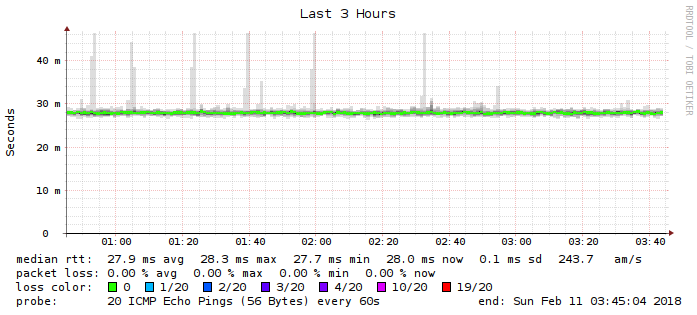 Last 3 Hours
RRDTOOL / TOBI OETIKER
Seconds
40 m
30 m
20 m
10 m
0
01:00 01:20 01:40 02:00 02:20 02:40 03:00 03:20 03:40
median rtt: 27.9 ms avg 28.3 ms max 27.7 ms min 28.0 ms now 0.1 ms sd 243.7 am/s
packet loss: 0.00 % avg 0.00 % max 0.00 % min 0.00 % now
loss color: 0 1/20 2/20 3/20 4/20 10/20 19/20
probe: 20 ICMP Echo Pings (56 Bytes) every 60s end: Sun Feb 11 03:45:04 2018